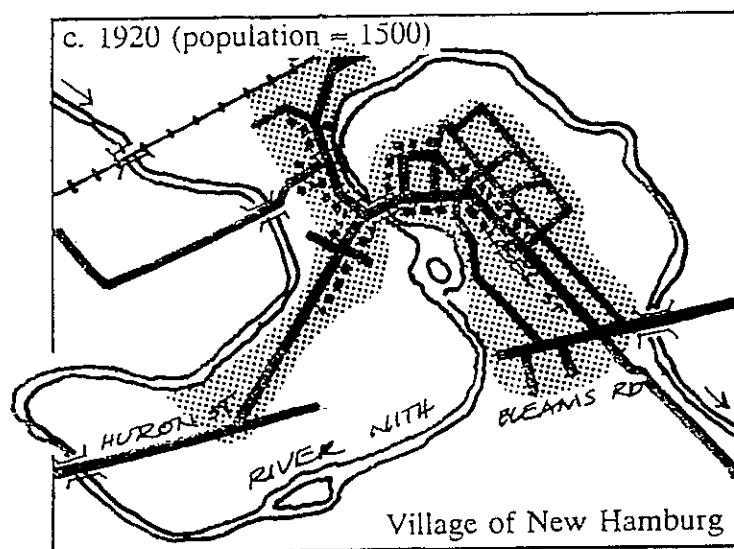 c. 1920 (population = 1500)
HURON ST
RIVER NITH
BLEAMS RD
Village of New Hamburg